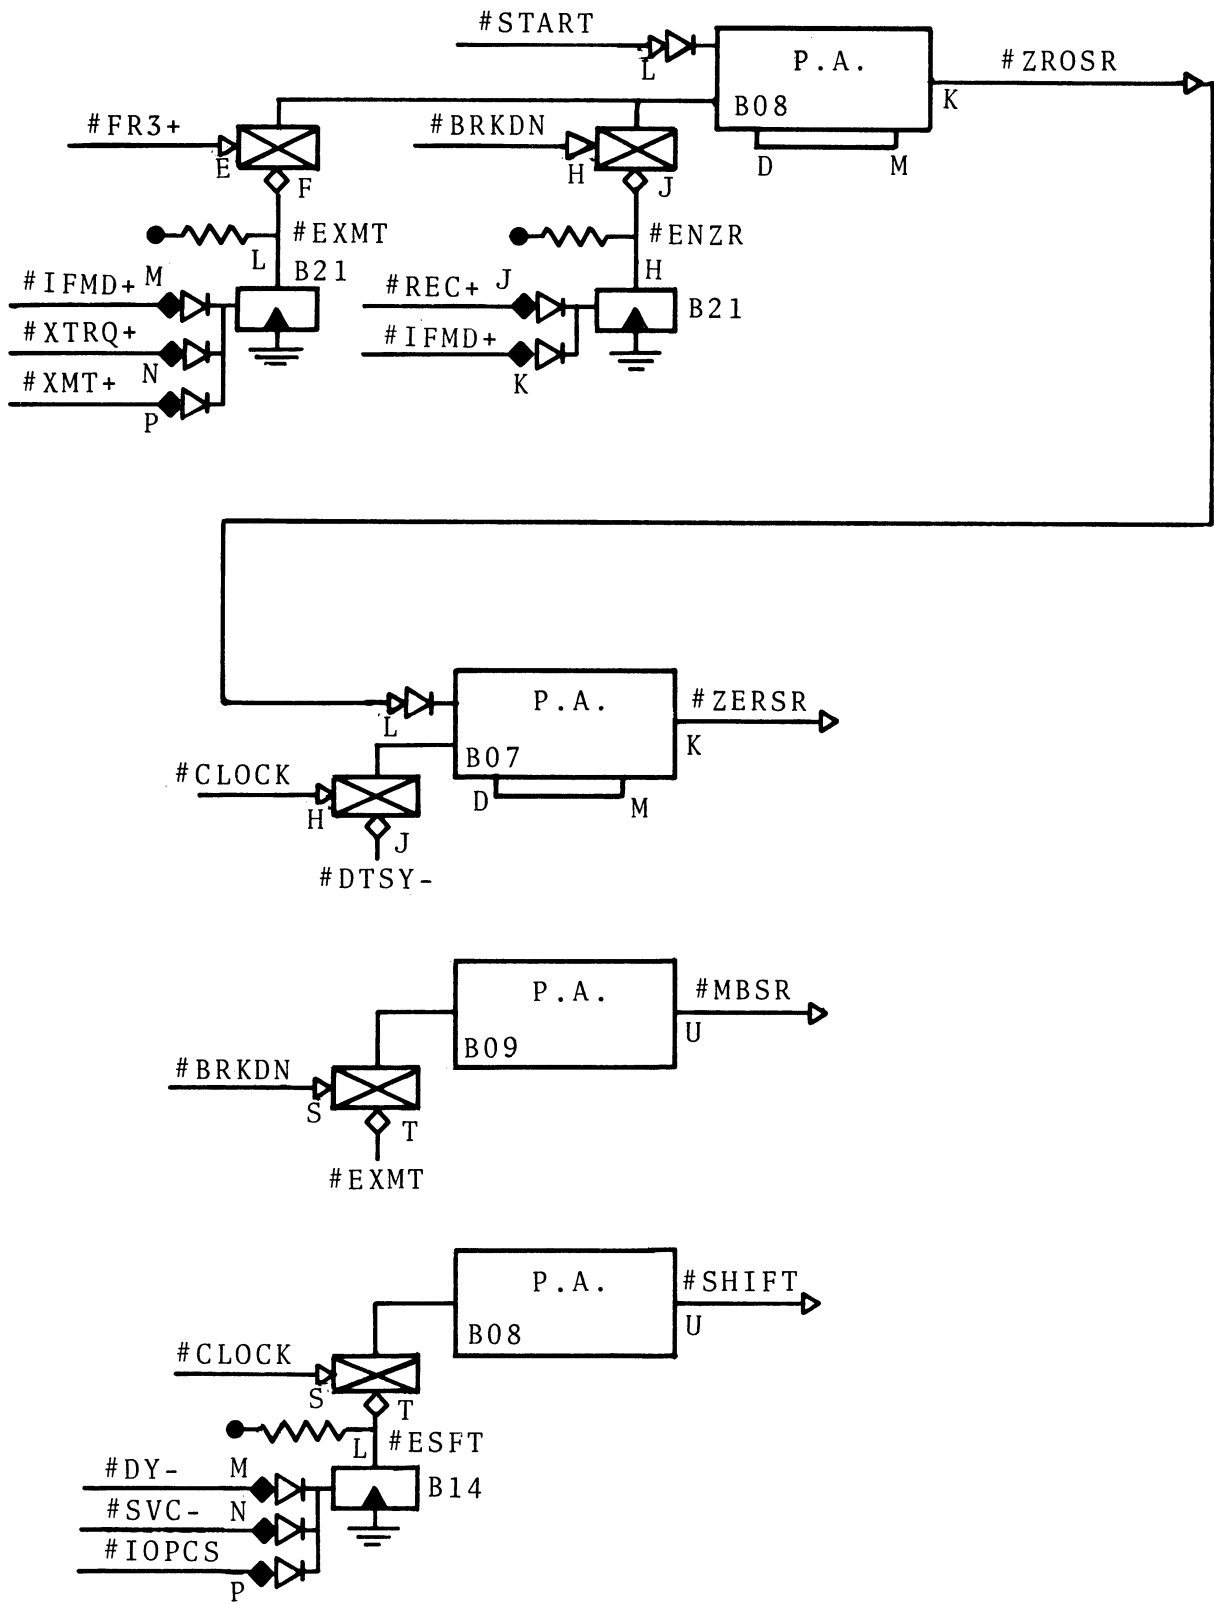 #START
L
P.A.
B08
#ZROSR
K
D
M
#FR3+
E
F
#BRKDN
H
J
#EXMT
L
B21
#ENZR
H
B21
#IFMD+
M
#XTRQ+
N
#XMT+
P
#REC+
J
#IFMD+
K
L
P.A.
B07
#ZERSR
K
#CLOCK
H
J
D
M
#DTSY-
P.A.
B09
#MBSR
U
#BRKDN
S
T
#EXMT
P.A.
B08
#SHIFT
U
#CLOCK
S
T
L
#ESFT
#DY-
M
B14
#SVC-
N
#IOPCS
P